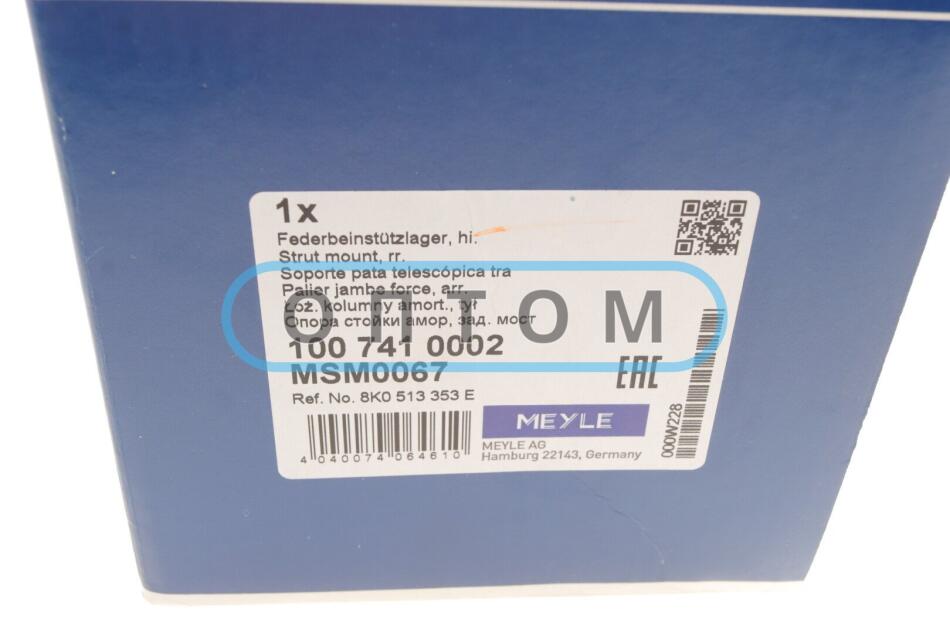 1x
Federbeinstützlager, hi.
Strut mount, rr.
Soporte pata telescópica tra
Palier jambe force, arr.
Łoż. kolumny amort., tył
Опора стойки амор, зад. мост
ОПТОМ
100 741 0002
MSM0067
EAC
Ref. No. 8K0 513 353 E
MEYLE
MEYLE AG
Hamburg 22143, Germany
4 040074 064610
000W228